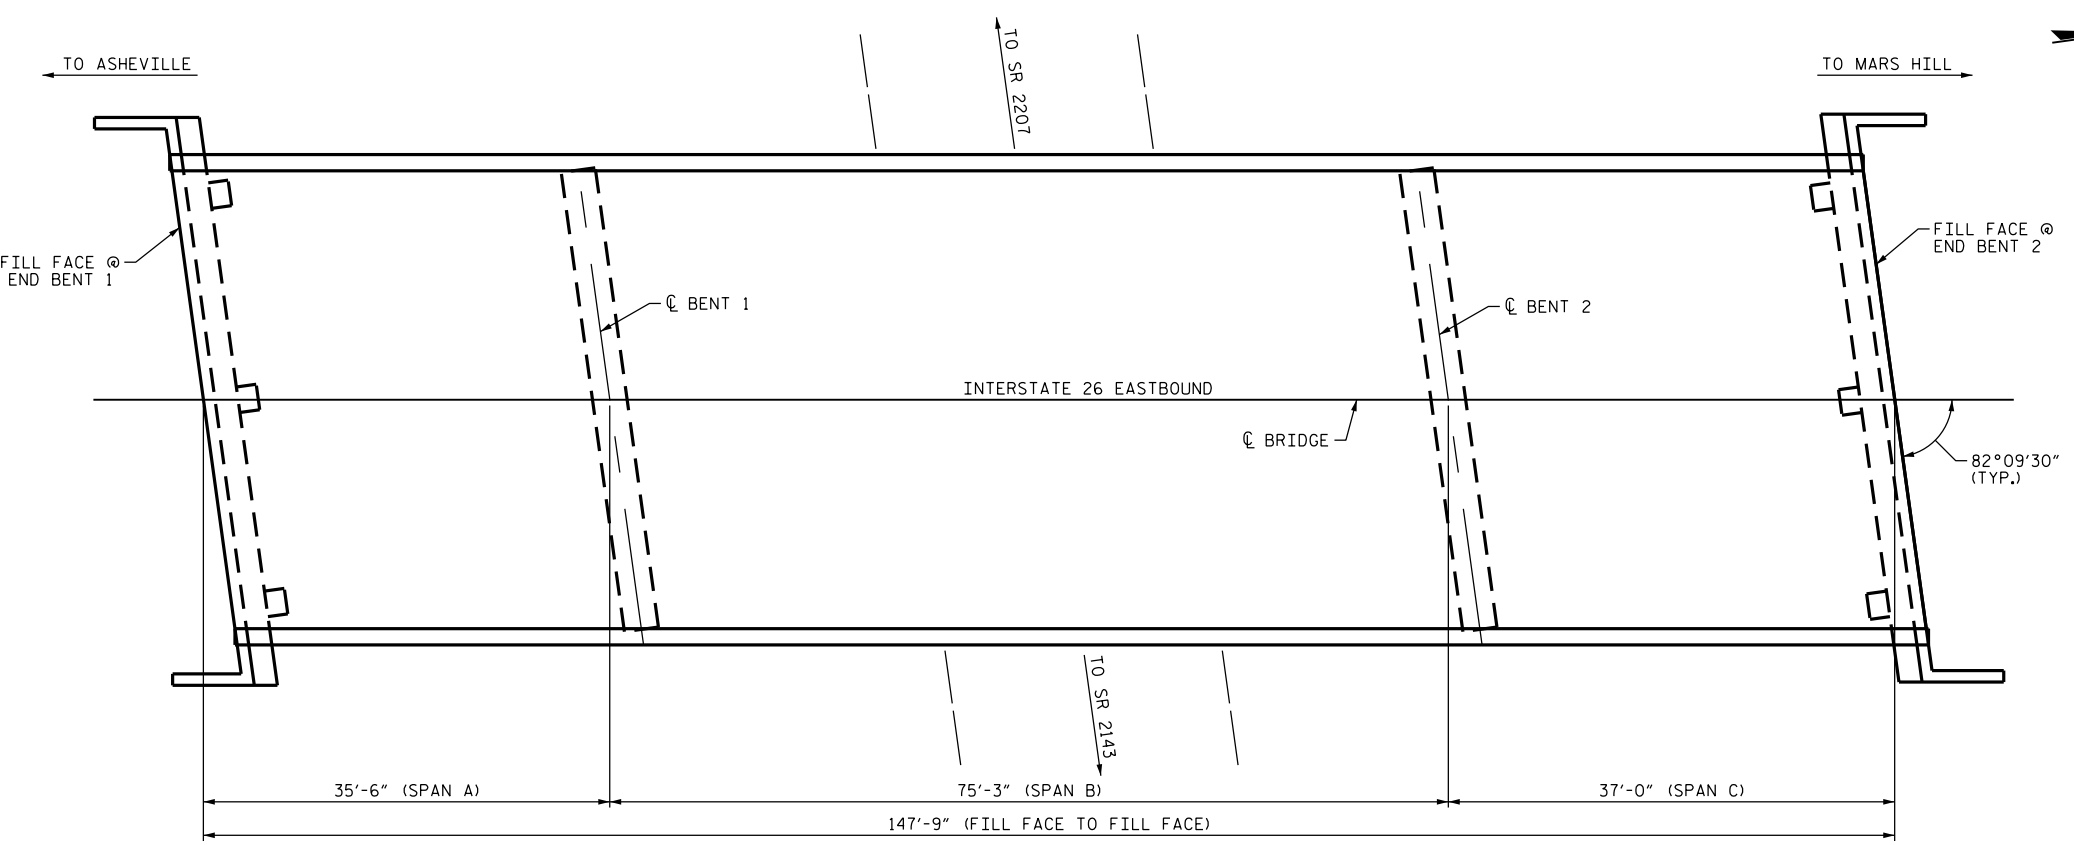 TO ASHEVILLE
TO SR 2207
TO MARS HILL
FILL FACE @
END BENT 1
FILL FACE @
END BENT 2
℄ BENT 1
℄ BENT 2
INTERSTATE 26 EASTBOUND
℄ BRIDGE
82°09'30"
(TYP.)
TO SR 2143
35'-6" (SPAN A)
75'-3" (SPAN B)
37'-0" (SPAN C)
147'-9" (FILL FACE TO FILL FACE)